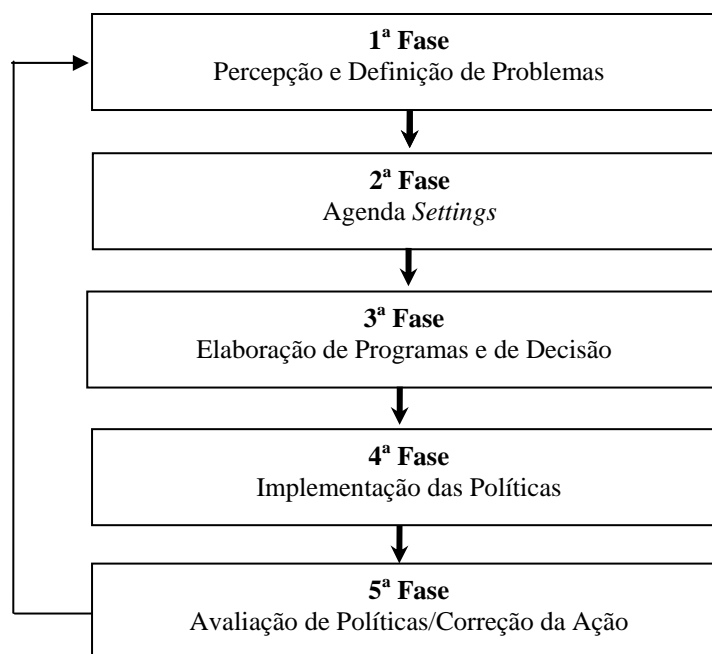 1ª Fase
Percepção e Definição de Problemas
2ª Fase
Agenda Settings
3ª Fase
Elaboração de Programas e de Decisão
4ª Fase
Implementação das Políticas
5ª Fase
Avaliação de Políticas/Correção da Ação